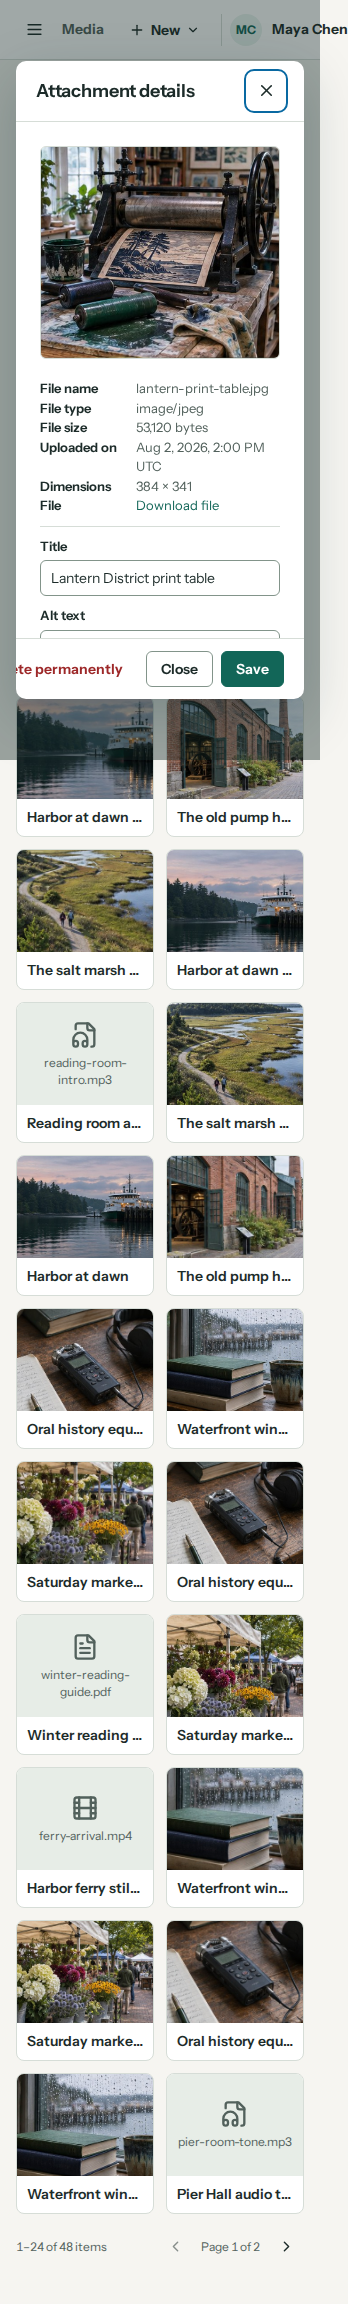 Media
New
MC
Maya Chen
Attachment details
File name lantern-print-table.jpg
File type image/jpeg
File size 53,120 bytes
Uploaded on Aug 2, 2026, 2:00 PM
UTC
Dimensions 384 × 341
File Download file
Title
Lantern District print table
Alt text
te permanently
Close
Save
Harbor at dawn ...
The old pump h...
The salt marsh ...
Harbor at dawn ...
reading-room-
intro.mp3
Reading room a...
The salt marsh ...
Harbor at dawn
The old pump h...
Oral history equ...
Waterfront win...
Saturday marke...
Oral history equ...
winter-reading-
guide.pdf
Winter reading ...
Saturday marke...
ferry-arrival.mp4
Harbor ferry stil...
Waterfront win...
Saturday marke...
Oral history equ...
Waterfront win...
pier-room-tone.mp3
Pier Hall audio t...
1–24 of 48 items
Page 1 of 2